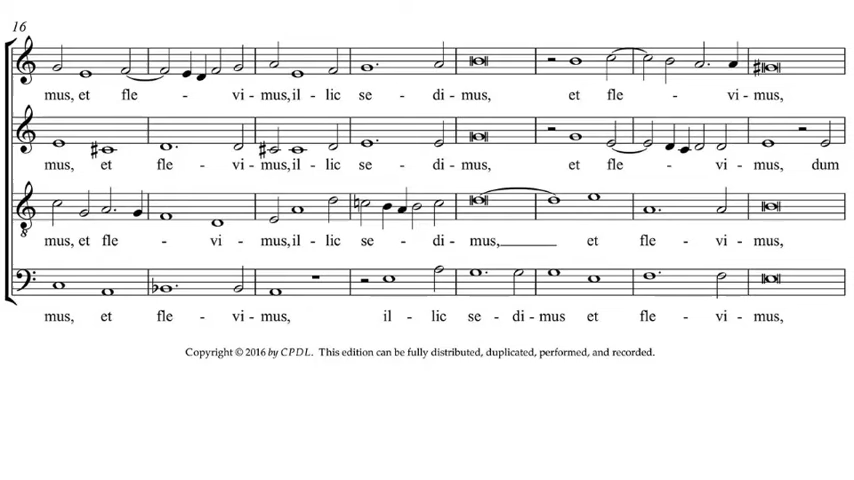 16
mus, et fle - vi - mus, il - lic se - di - mus, et fle - vi - mus,
mus, et fle - vi - mus, il - lic se - di - mus, et fle - vi - mus, dum
8
mus, et fle - vi - mus, il - lic se - di - mus, et fle - vi - mus,
mus, et fle - vi - mus, il - lic se - di - mus et fle - vi - mus,
Copyright © 2016 by CPDL. This edition can be fully distributed, duplicated, performed, and recorded.